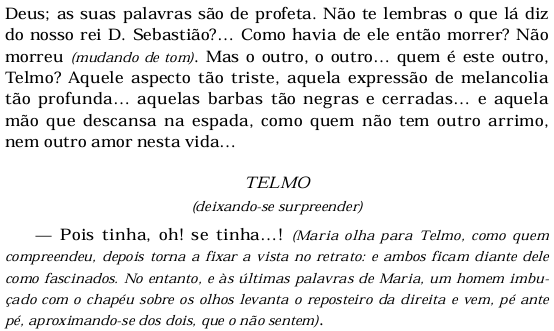 Deus; as suas palavras são de profeta. Não te lembras o que lá diz
do nosso rei D. Sebastião?... Como havia de ele então morrer? Não
morreu (mudando de tom). Mas o outro, o outro... quem é este outro,
Telmo? Aquele aspecto tão triste, aquela expressão de melancolia
tão profunda... aquelas barbas tão negras e cerradas... e aquela
mão que descansa na espada, como quem não tem outro arrimo,
nem outro amor nesta vida...
TELMO
(deixando-se surpreender)
— Pois tinha, oh! se tinha...! (Maria olha para Telmo, como quem
compreendeu, depois torna a fixar a vista no retrato: e ambos ficam diante dele
como fascinados. No entanto, e às últimas palavras de Maria, um homem imbu-
çado com o chapéu sobre os olhos levanta o reposteiro da direita e vem, pé ante
pé, aproximando-se dos dois, que o não sentem).